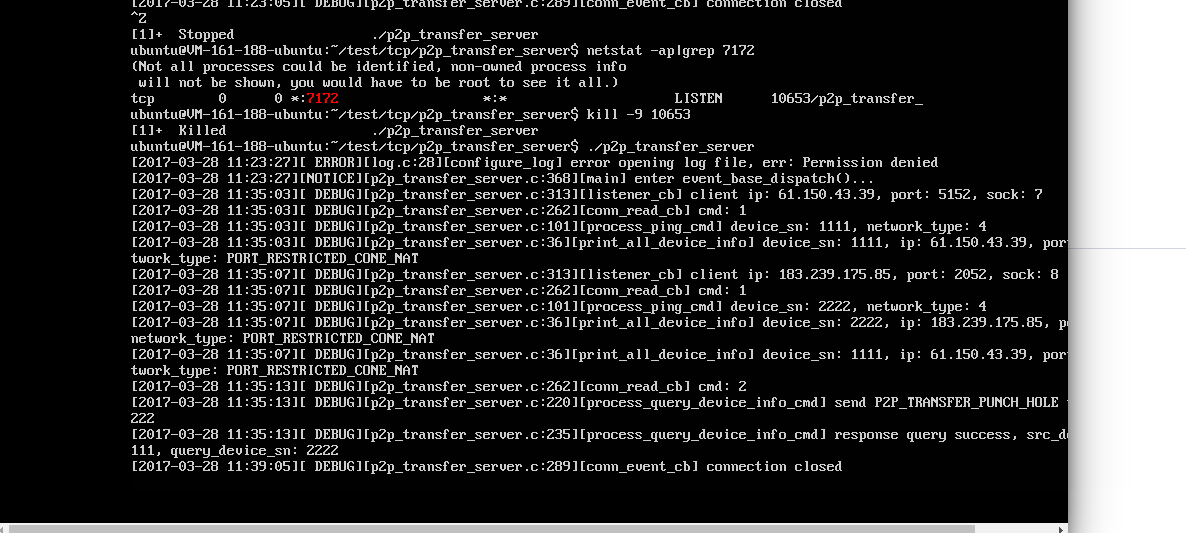 [2017-03-28 11:23:05][ DEBUG][p2p_transfer_server.c:289][conn_event_cb] connection closed
^Z
[1]+  Stopped                 ./p2p_transfer_server
ubuntu@VM-161-188-ubuntu:~/test/tcp/p2p_transfer_server$ netstat -ap|grep 7172
(Not all processes could be identified, non-owned process info
 will not be shown, you would have to be root to see it all.)
tcp        0      0 *:7172                  *:*                     LISTEN      10653/p2p_transfer_
ubuntu@VM-161-188-ubuntu:~/test/tcp/p2p_transfer_server$ kill -9 10653
[1]+  Killed                  ./p2p_transfer_server
ubuntu@VM-161-188-ubuntu:~/test/tcp/p2p_transfer_server$ ./p2p_transfer_server
[2017-03-28 11:23:27][ ERROR][log.c:28][configure_log] error opening log file, err: Permission denied
[2017-03-28 11:23:27][NOTICE][p2p_transfer_server.c:368][main] enter event_base_dispatch()...
[2017-03-28 11:35:03][ DEBUG][p2p_transfer_server.c:313][listener_cb] client ip: 61.150.43.39, port: 5152, sock: 7
[2017-03-28 11:35:03][ DEBUG][p2p_transfer_server.c:262][conn_read_cb] cmd: 1
[2017-03-28 11:35:03][ DEBUG][p2p_transfer_server.c:101][process_ping_cmd] device_sn: 1111, network_type: 4
[2017-03-28 11:35:03][ DEBUG][p2p_transfer_server.c:36][print_all_device_info] device_sn: 1111, ip: 61.150.43.39, por
twork_type: PORT_RESTRICTED_CONE_NAT
[2017-03-28 11:35:07][ DEBUG][p2p_transfer_server.c:313][listener_cb] client ip: 183.239.175.85, port: 2052, sock: 8
[2017-03-28 11:35:07][ DEBUG][p2p_transfer_server.c:262][conn_read_cb] cmd: 1
[2017-03-28 11:35:07][ DEBUG][p2p_transfer_server.c:101][process_ping_cmd] device_sn: 2222, network_type: 4
[2017-03-28 11:35:07][ DEBUG][p2p_transfer_server.c:36][print_all_device_info] device_sn: 2222, ip: 183.239.175.85, p
network_type: PORT_RESTRICTED_CONE_NAT
[2017-03-28 11:35:07][ DEBUG][p2p_transfer_server.c:36][print_all_device_info] device_sn: 1111, ip: 61.150.43.39, por
twork_type: PORT_RESTRICTED_CONE_NAT
[2017-03-28 11:35:13][ DEBUG][p2p_transfer_server.c:262][conn_read_cb] cmd: 2
[2017-03-28 11:35:13][ DEBUG][p2p_transfer_server.c:220][process_query_device_info_cmd] send P2P_TRANSFER_PUNCH_HOLE
222
[2017-03-28 11:35:13][ DEBUG][p2p_transfer_server.c:235][process_query_device_info_cmd] response query success, src_d
111, query_device_sn: 2222
[2017-03-28 11:39:05][ DEBUG][p2p_transfer_server.c:289][conn_event_cb] connection closed